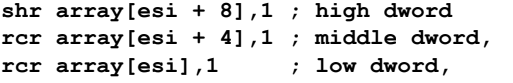 shr array[esi + 8],1 ; high dword
rcr array[esi + 4],1 ; middle dword,
rcr array[esi],1 ; low dword,